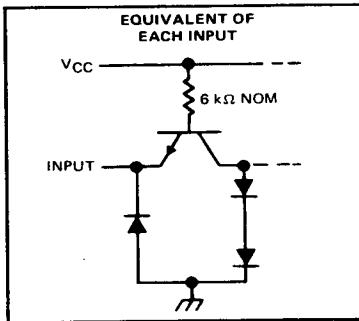 EQUIVALENT OF
EACH INPUT
VCC
6 kΩ NOM
INPUT